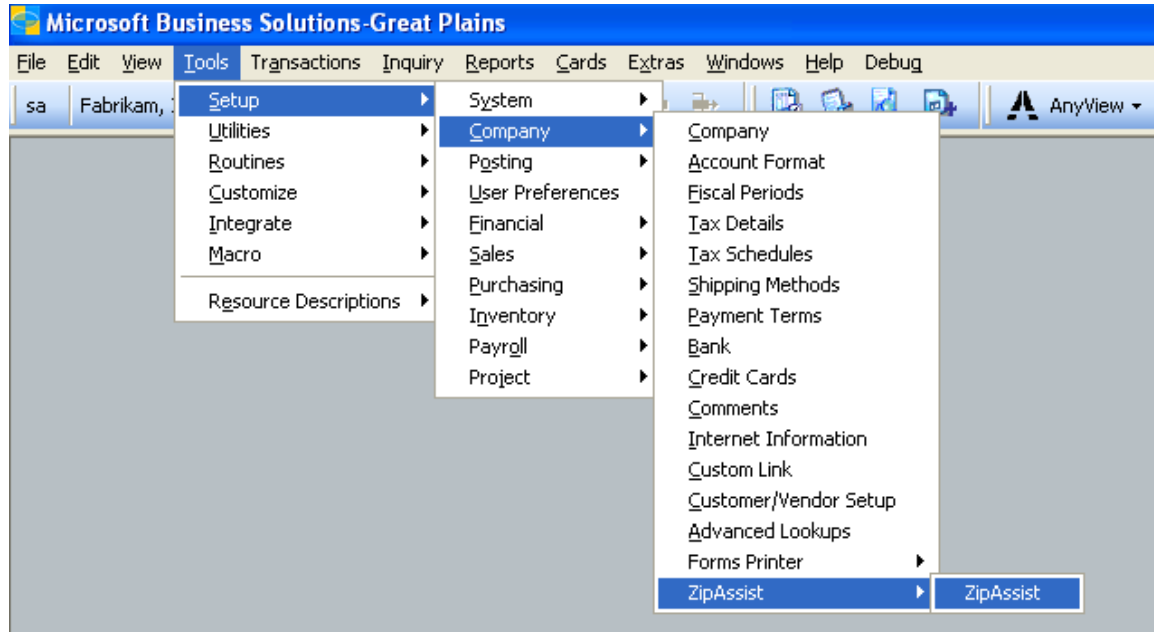 Microsoft Business Solutions-Great Plains
File Edit View Tools Transactions Inquiry Reports Cards Extras Windows Help Debug
sa Fabrikam, AnyView
Setup
Utilities
Routines
Customize
Integrate
Macro
Resource Descriptions
System
Company
Posting
User Preferences
Financial
Sales
Purchasing
Inventory
Payroll
Project
Company
Account Format
Fiscal Periods
Tax Details
Tax Schedules
Shipping Methods
Payment Terms
Bank
Credit Cards
Comments
Internet Information
Custom Link
Customer/Vendor Setup
Advanced Lookups
Forms Printer
ZipAssist
ZipAssist